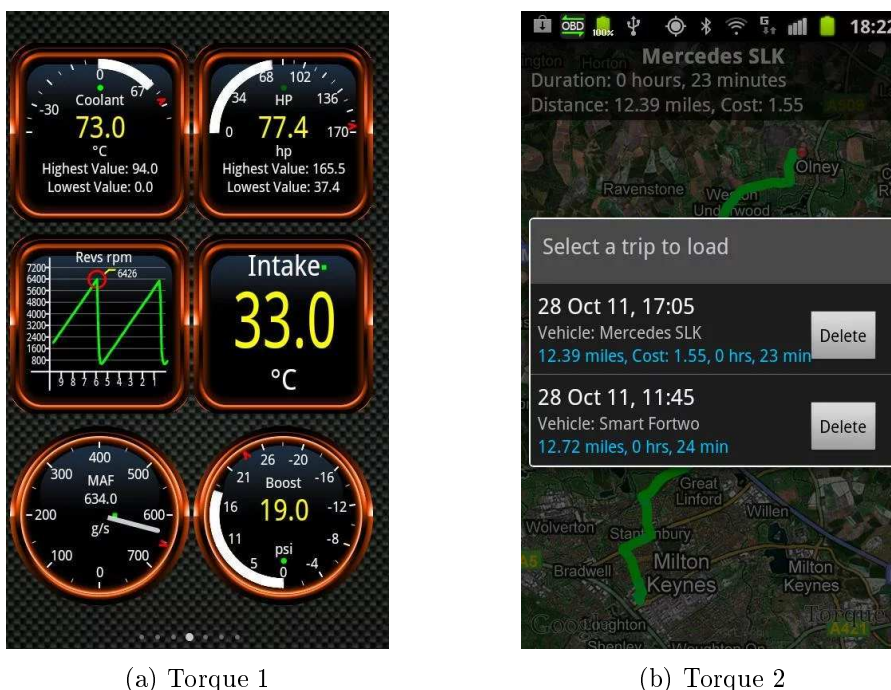 0
67
-30
Coolant
73.0
°C
Highest Value: 94.0
Lowest Value: 0.0
68 102
34 HP 136
0 77.4 170
hp
Highest Value: 165.5
Lowest Value: 37.4
Revs rpm
7200
6426
6400
5600
4800
4000
3200
2400
1600
800
9 8 7 6 5 4 3 2 1
Intake
33.0
°C
400
300 MAF 500
634.0
200 600
g/s
100 700
0
26 -20
21 Boost -16
16 19.0 -12
11 -8
psi
5 0 -4
(a) Torque 1
OBD 100% G 18:22
Mercedes SLK
Duration: 0 hours, 23 minutes
Distance: 12.39 miles, Cost: 1.55
Olney
Ravenstone
Underwood
Select a trip to load
28 Oct 11, 17:05
Vehicle: Mercedes SLK
12.39 miles, Cost: 1.55, 0 hrs, 23 min
Delete
28 Oct 11, 11:45
Vehicle: Smart Fortwo
12.72 miles, 0 hrs, 24 min
Delete
Great
Linford
Willen
Wolverton
A5
Bradwell
Milton
Keynes
Milton
Keynes
Torque
A421
Shenley
(b) Torque 2